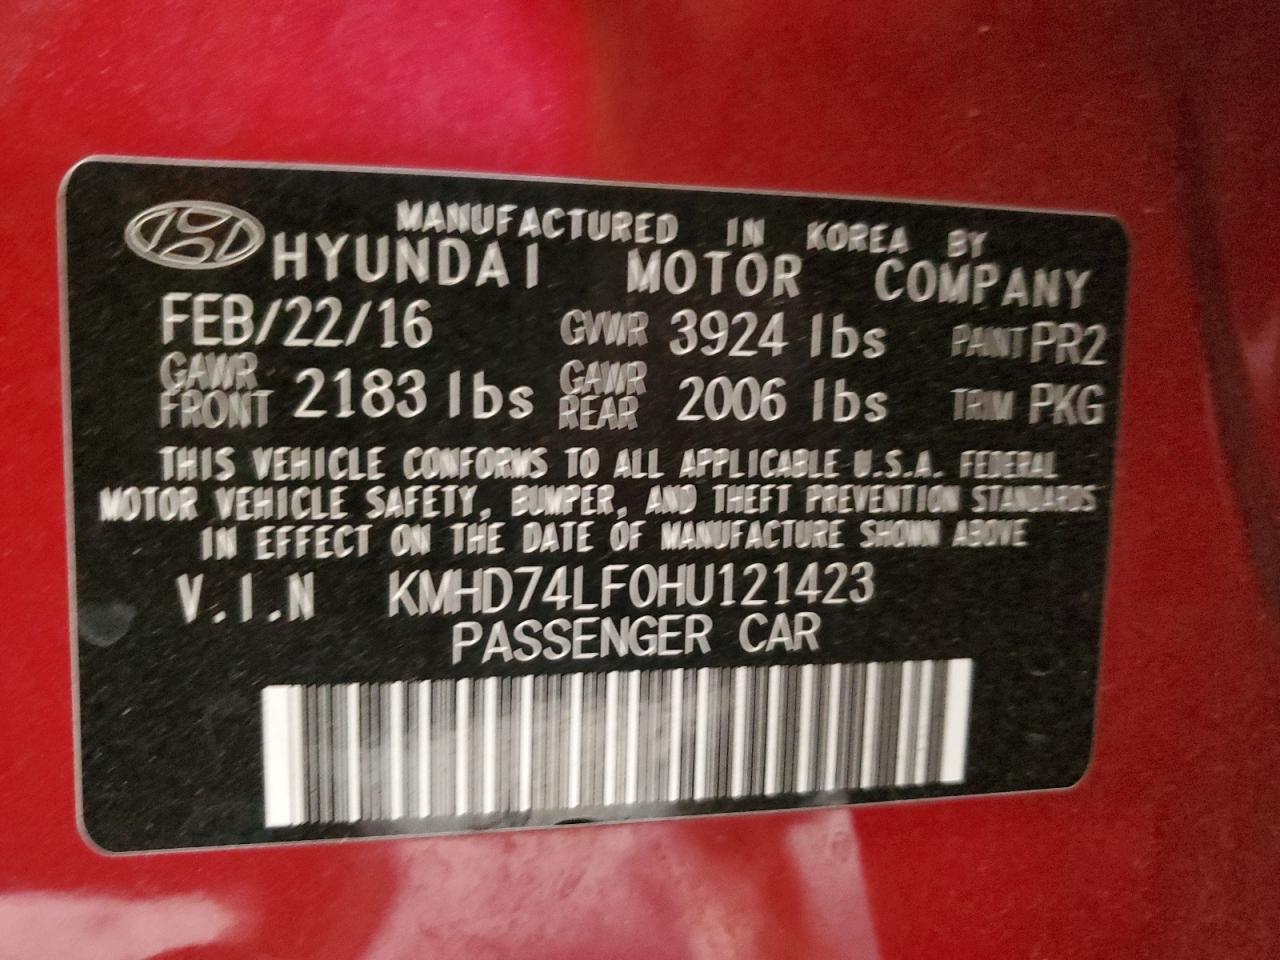 MANUFACTURED IN KOREA BY
HYUNDAI MOTOR COMPANY
FEB/22/16 GVWR 3924 lbs PAINT PR2
GAWR FRONT 2183 lbs GAWR REAR 2006 lbs TRIM PKG
THIS VEHICLE CONFORMS TO ALL APPLICABLE U.S.A. FEDERAL
MOTOR VEHICLE SAFETY, BUMPER, AND THEFT PREVENTION STANDARDS
IN EFFECT ON THE DATE OF MANUFACTURE SHOWN ABOVE
V.I.N KMHD74LF0HU121423
PASSENGER CAR